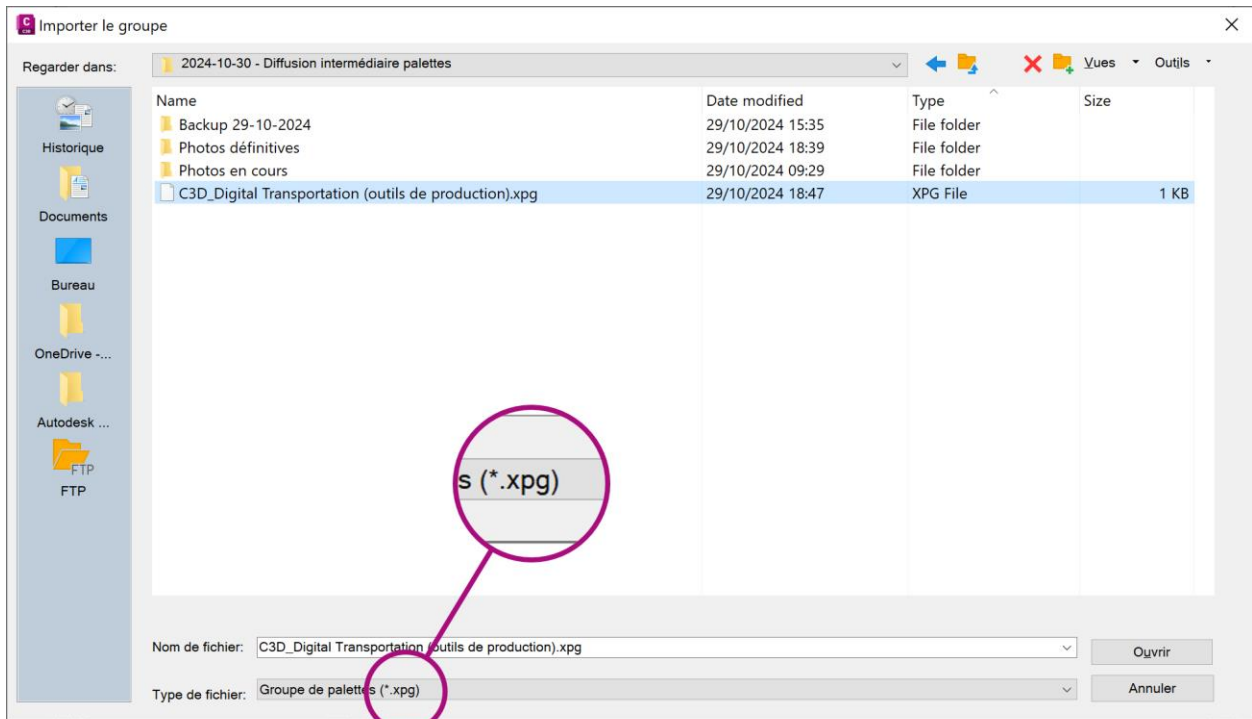 Importer le groupe
Regarder dans: 2024-10-30 - Diffusion intermédiaire palettes Vues Outils
Name Date modified Type Size
Backup 29-10-2024 29/10/2024 15:35 File folder
Photos définitives 29/10/2024 18:39 File folder
Photos en cours 29/10/2024 09:29 File folder
C3D_Digital Transportation (outils de production).xpg 29/10/2024 18:47 XPG File 1 KB
Historique
Documents
Bureau
OneDrive -...
Autodesk ...
FTP
FTP
s (*.xpg)
Nom de fichier: C3D_Digital Transportation (outils de production).xpg Ouvrir
Type de fichier: Groupe de palettes (*.xpg) Annuler